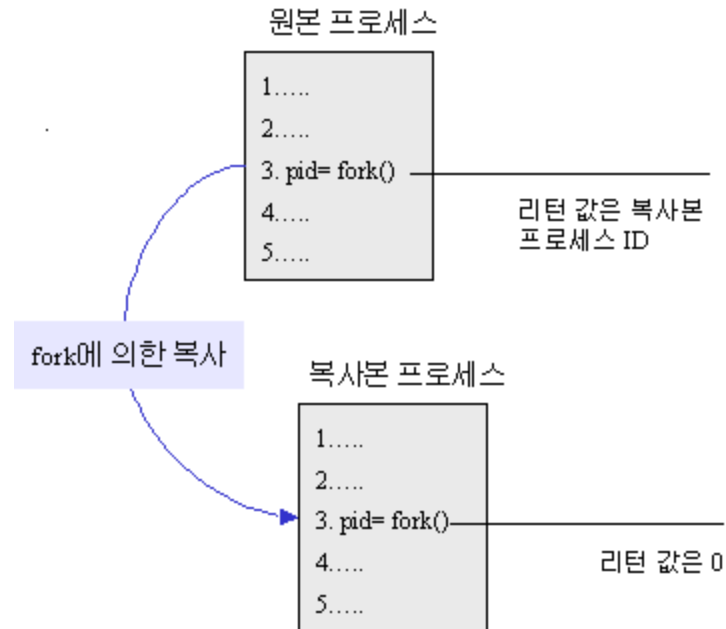 원본 프로세스
1.....
2.....
3. pid= fork()
4.....
5.....
리턴 값은 복사본
프로세스 ID
fork에 의한 복사
복사본 프로세스
1.....
2.....
3. pid= fork()
4.....
5.....
리턴 값은 0